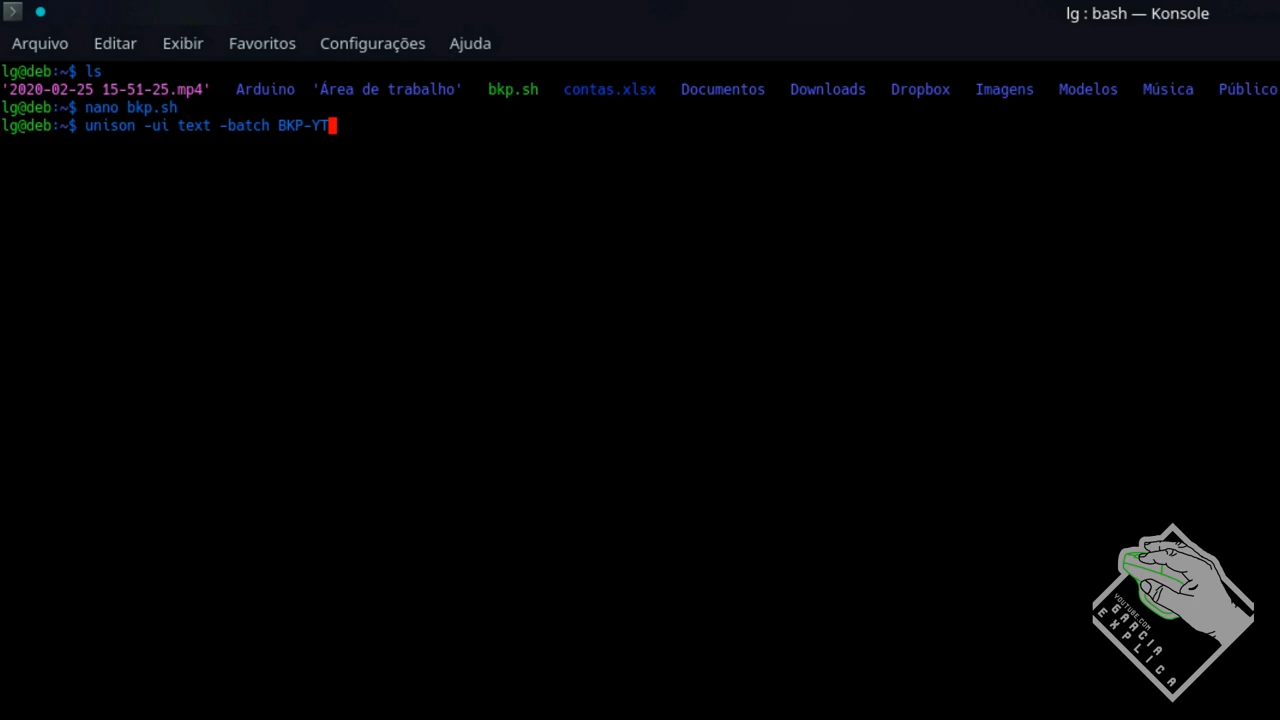 lg : bash — Konsole
Arquivo Editar Exibir Favoritos Configurações Ajuda
lg@deb:~$ ls
'2020-02-25 15-51-25.mp4' Arduino 'Área de trabalho' bkp.sh contas.xlsx Documentos Downloads Dropbox Imagens Modelos Música Público
lg@deb:~$ nano bkp.sh
lg@deb:~$ unison -ui text -batch BKP-YT
YOUTUBE.COM
GARCIA
EXPLICA